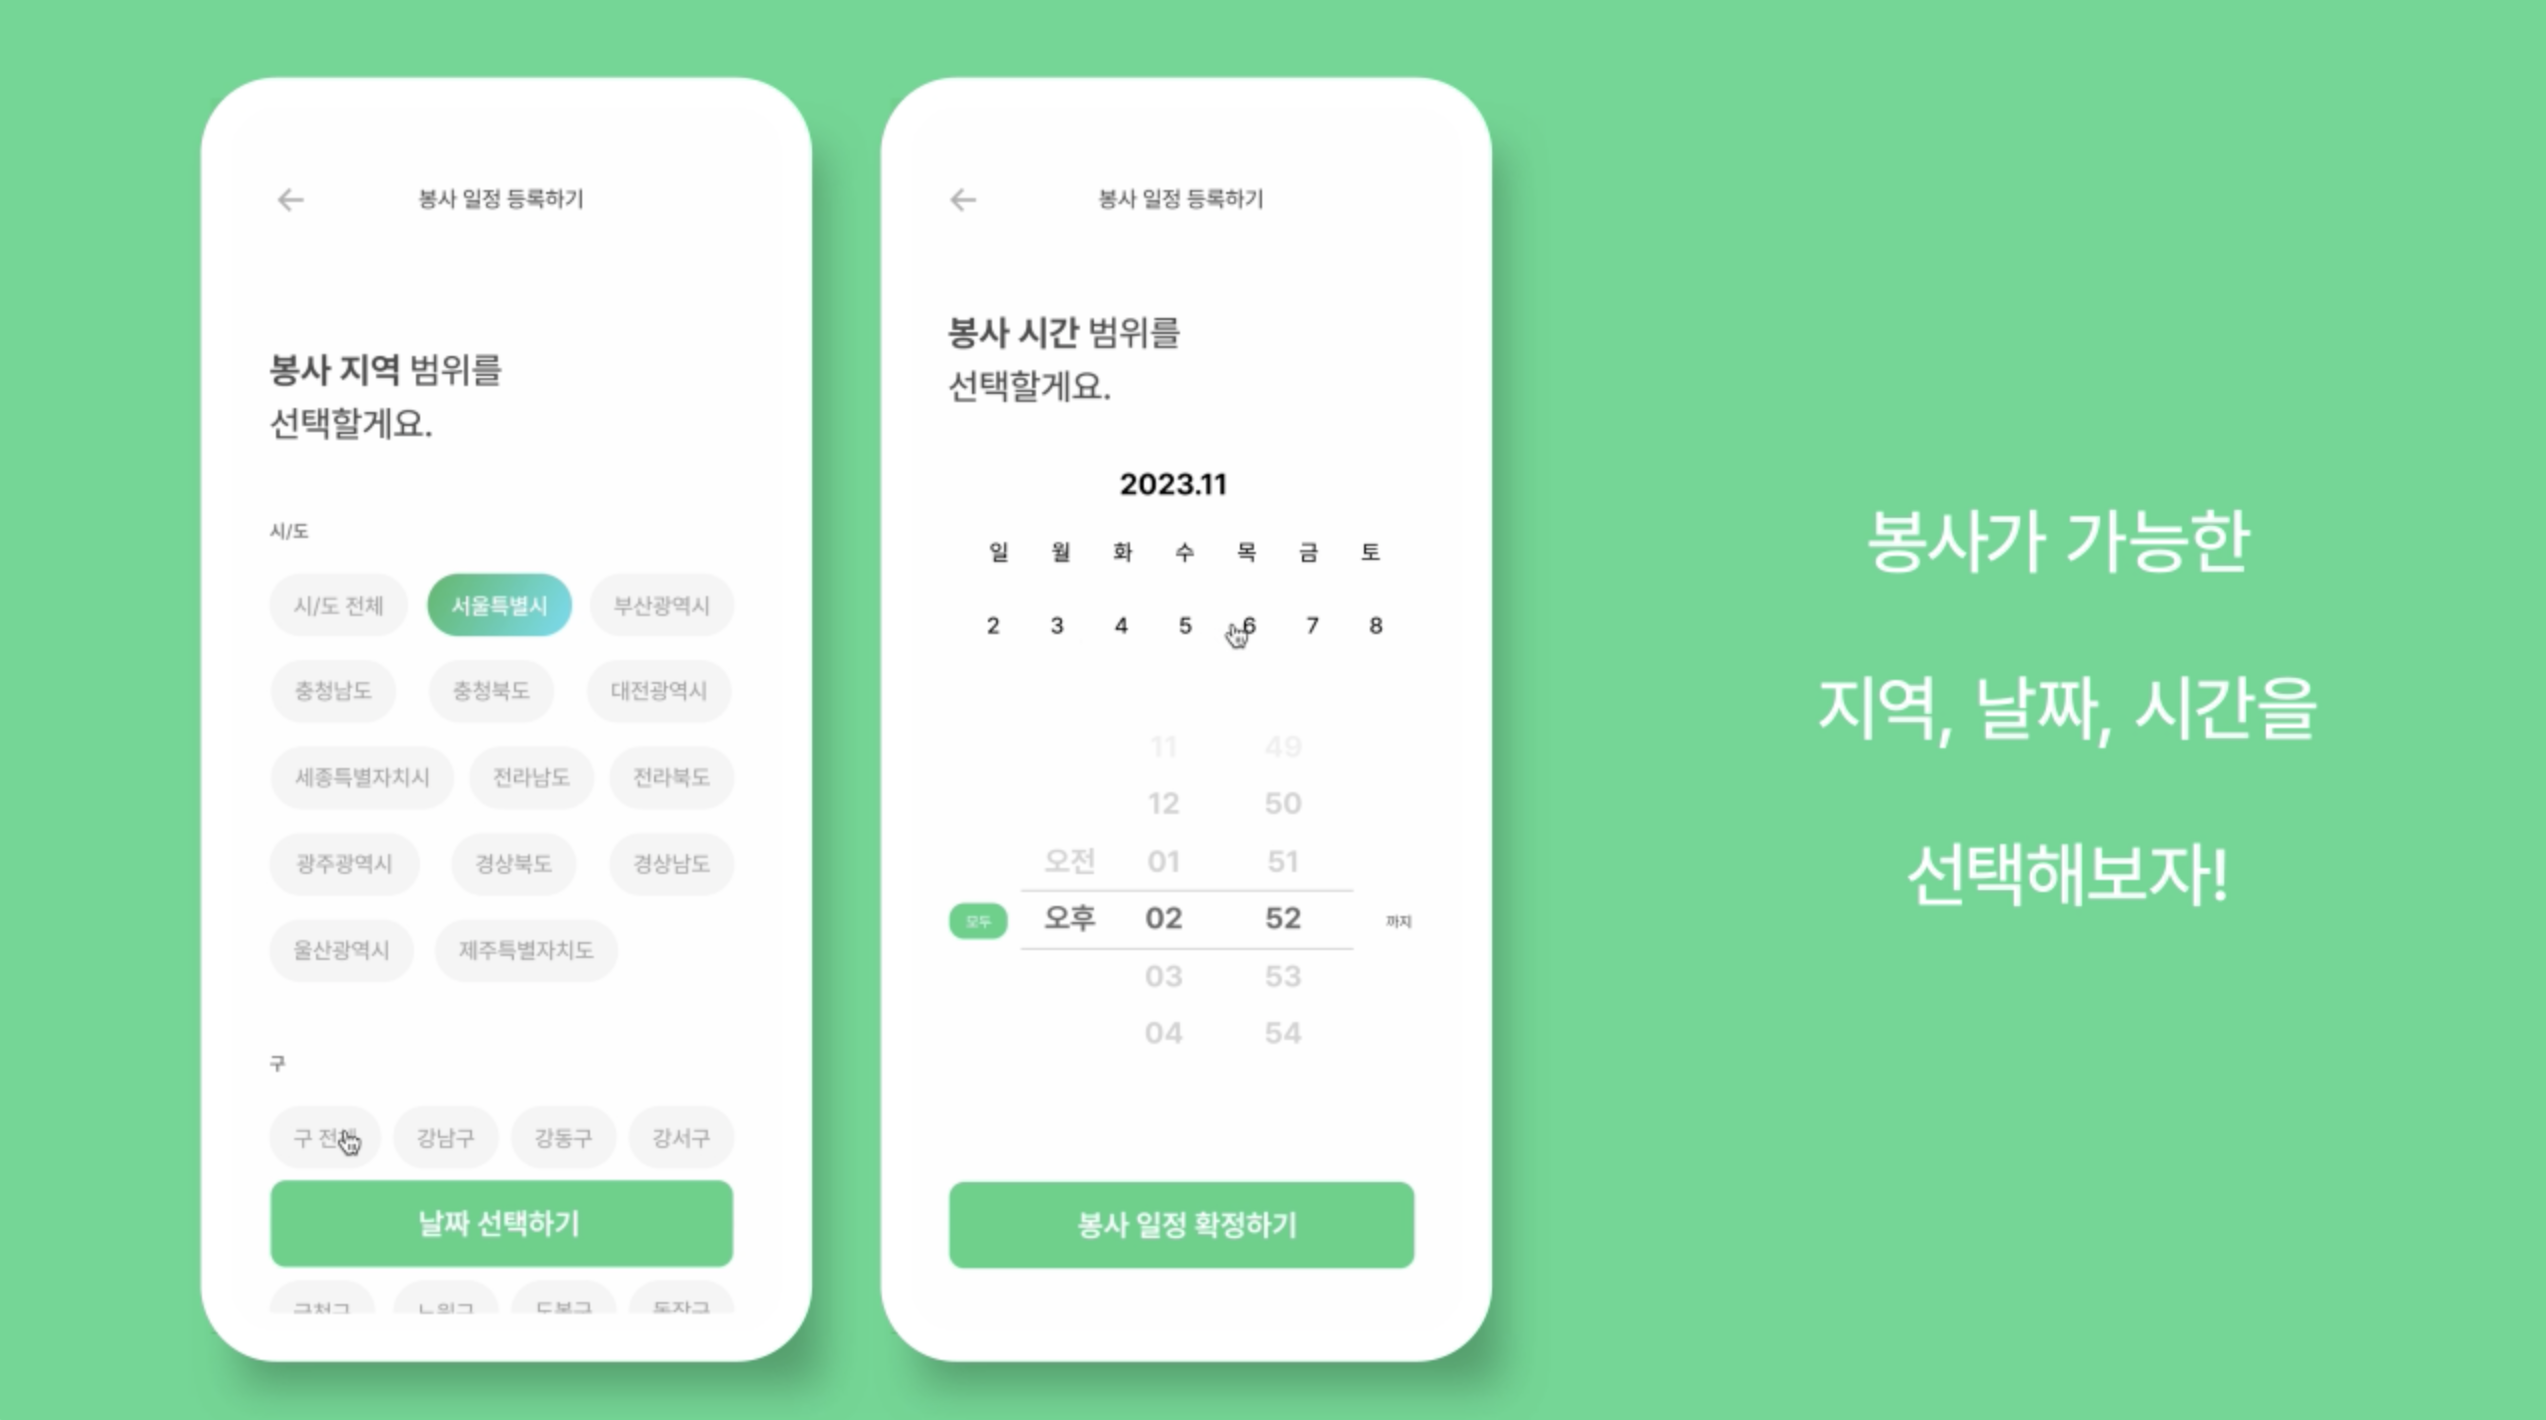 봉사 일정 등록하기
봉사 지역 범위를
선택할게요.
시/도
시/도 전체 서울특별시 부산광역시
충청남도 충청북도 대전광역시
세종특별자치시 전라남도 전라북도
광주광역시 경상북도 경상남도
울산광역시 제주특별자치도
구
구 강남구 강동구 강서구
날짜 선택하기
봉사 일정 등록하기
봉사 시간 범위를
선택할게요.
2023.11
일 월 화 수 목 금 토
2 3 4 5 6 7 8
11 49
12 50
오전 01 51
모두 오후 02 52 까지
03 53
04 54
봉사 일정 확정하기
봉사가 가능한
지역, 날짜, 시간을
선택해보자!